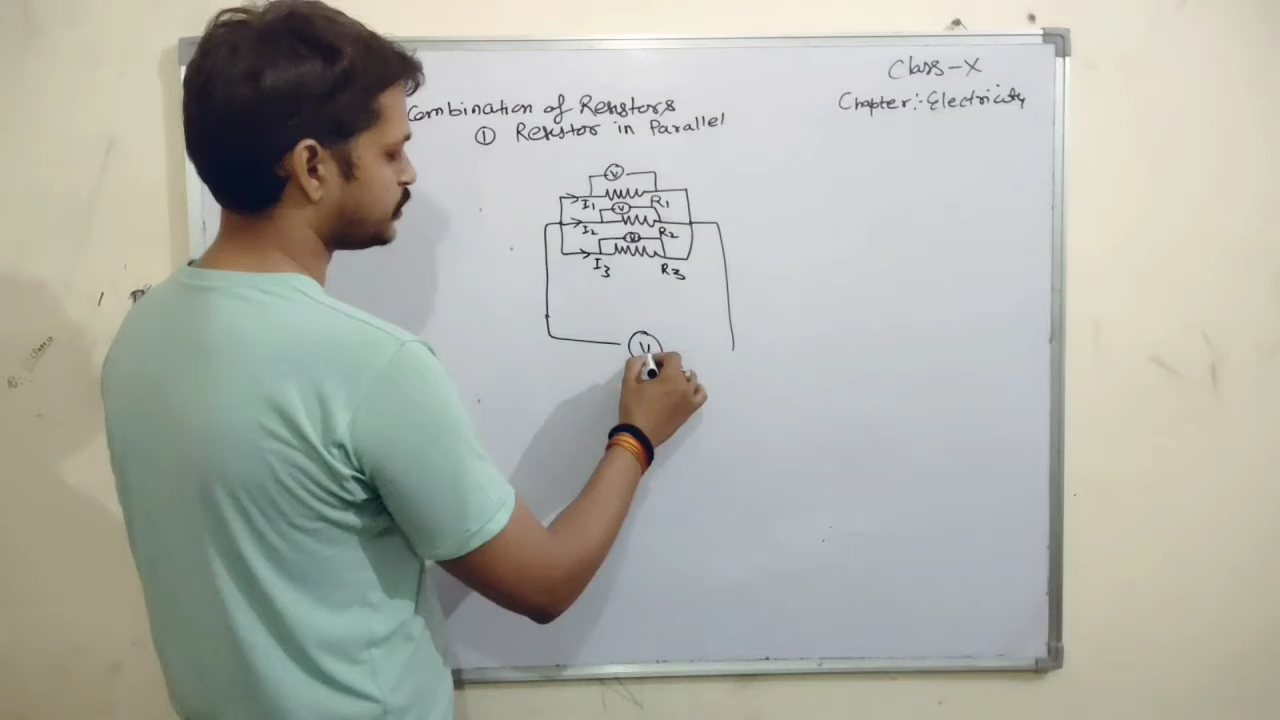 Class-X
Chapter:-Electricity
Combination of Resistors
① Resistor in Parallel
V
I1 R1
V
I2 R2
V
I3 R3
V